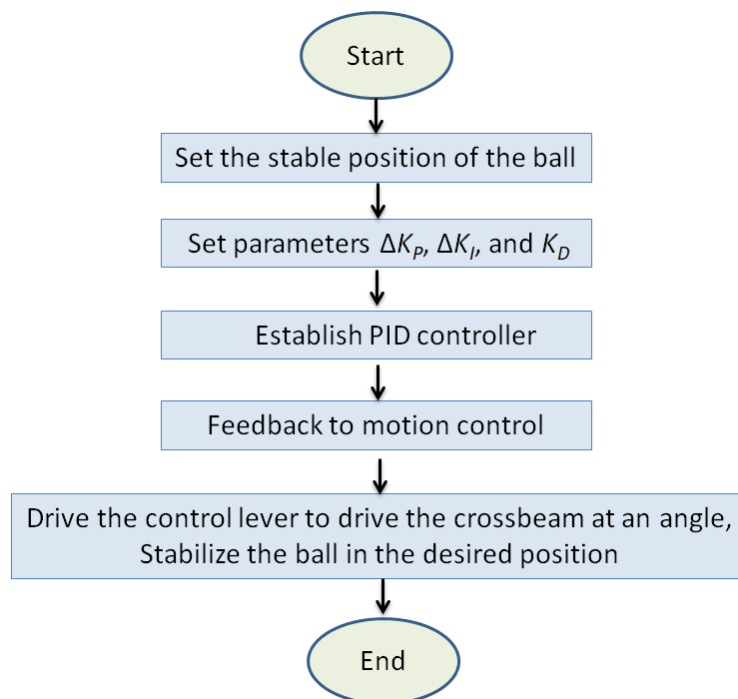 Start
Set the stable position of the ball
Set parameters ΔK_P, ΔK_I, and K_D
Establish PID controller
Feedback to motion control
Drive the control lever to drive the crossbeam at an angle,
Stabilize the ball in the desired position
End